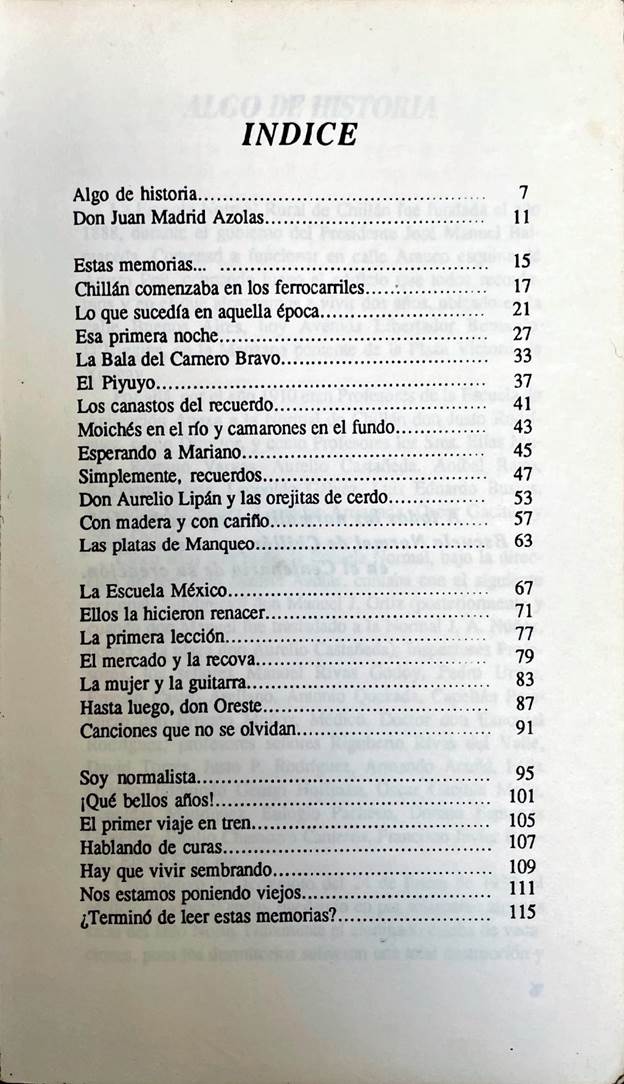 INDICE
Algo de historia........................................................ 7
Don Juan Madrid Azolas............................................ 11
Estas memorias... ..................................................... 15
Chillán comenzaba en los ferrocarriles........................ 17
Lo que sucedía en aquella época................................. 21
Esa primera noche..................................................... 27
La Bala del Carnero Bravo......................................... 33
El Piyuyo.................................................................. 37
Los canastos del recuerdo........................................... 41
Moichés en el río y camarones en el fundo.................. 43
Esperando a Mariano................................................. 45
Simplemente, recuerdos............................................. 47
Don Aurelio Lipán y las orejitas de cerdo................... 53
Con madera y con cariño........................................... 57
Las platas de Manqueo.............................................. 63
La Escuela México.................................................... 67
Ellos la hicieron renacer............................................. 71
La primera lección.................................................... 77
El mercado y la recova............................................... 79
La mujer y la guitarra................................................ 83
Hasta luego, don Oreste............................................. 87
Canciones que no se olvidan...................................... 91
Soy normalista.......................................................... 95
¡Qué bellos años!...................................................... 101
El primer viaje en tren............................................... 105
Hablando de curas..................................................... 107
Hay que vivir sembrando........................................... 109
Nos estamos poniendo viejos..................................... 111
¿Terminó de leer estas memorias?.............................. 115